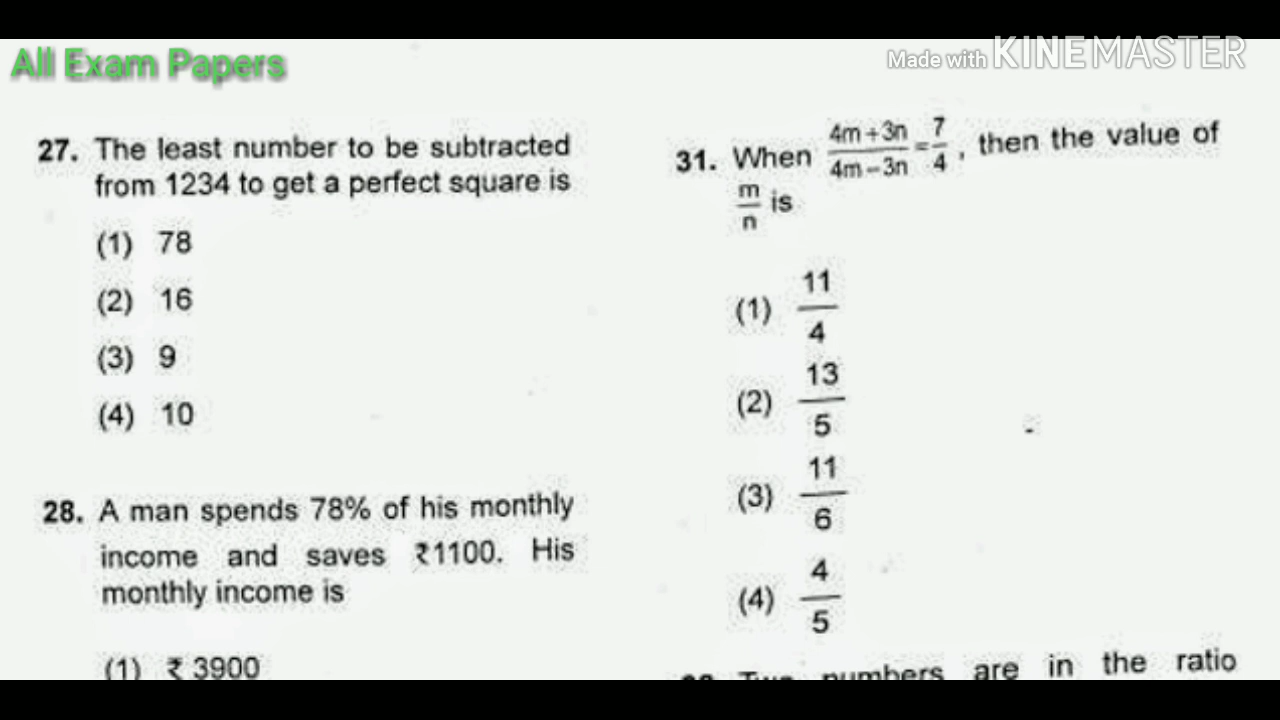 All Exam Papers
Made with KINEMASTER
27. The least number to be subtracted
from 1234 to get a perfect square is
(1) 78
(2) 16
(3) 9
(4) 10
28. A man spends 78% of his monthly
income and saves ₹1100. His
monthly income is
(1) ₹ 3900
31. When (4m+3n)/(4m-3n) = 7/4, then the value of
m/n is
(1) 11/4
(2) 13/5
(3) 11/6
(4) 4/5
numbers are in the ratio